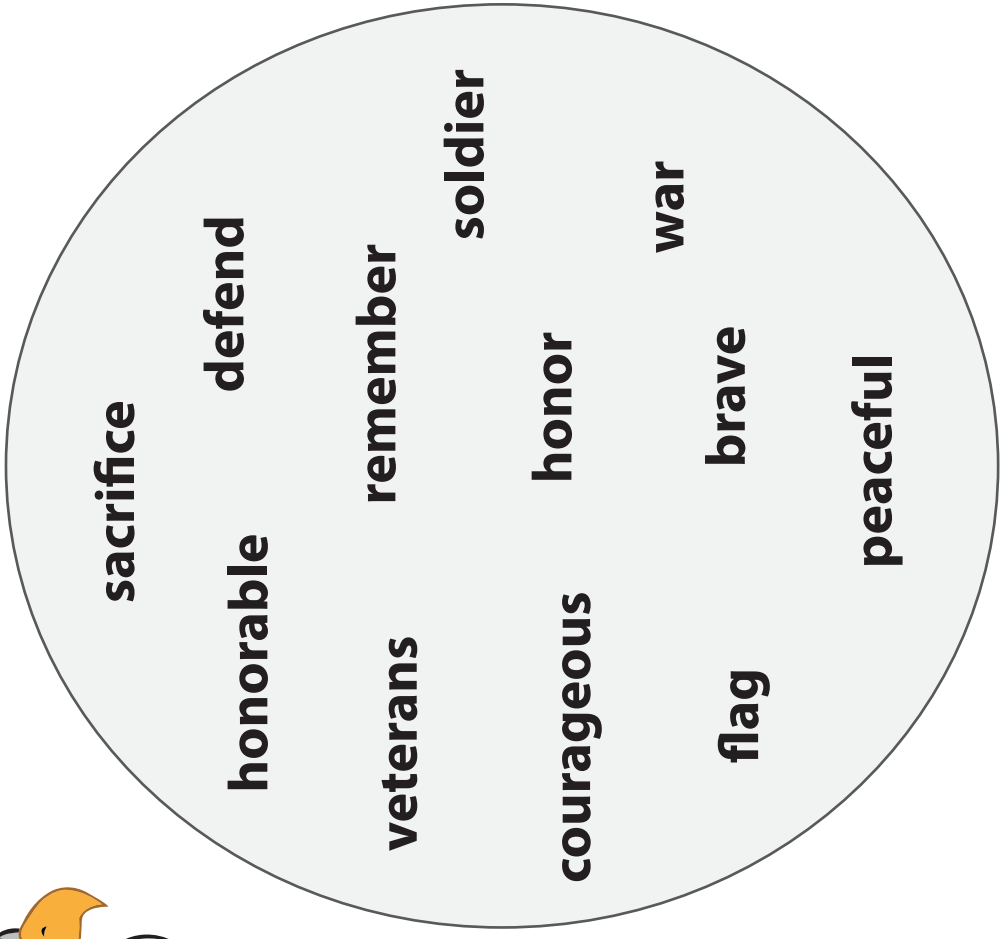 sacrifice
honorable
defend
veterans
remember
soldier
courageous
honor
flag
brave
war
peaceful